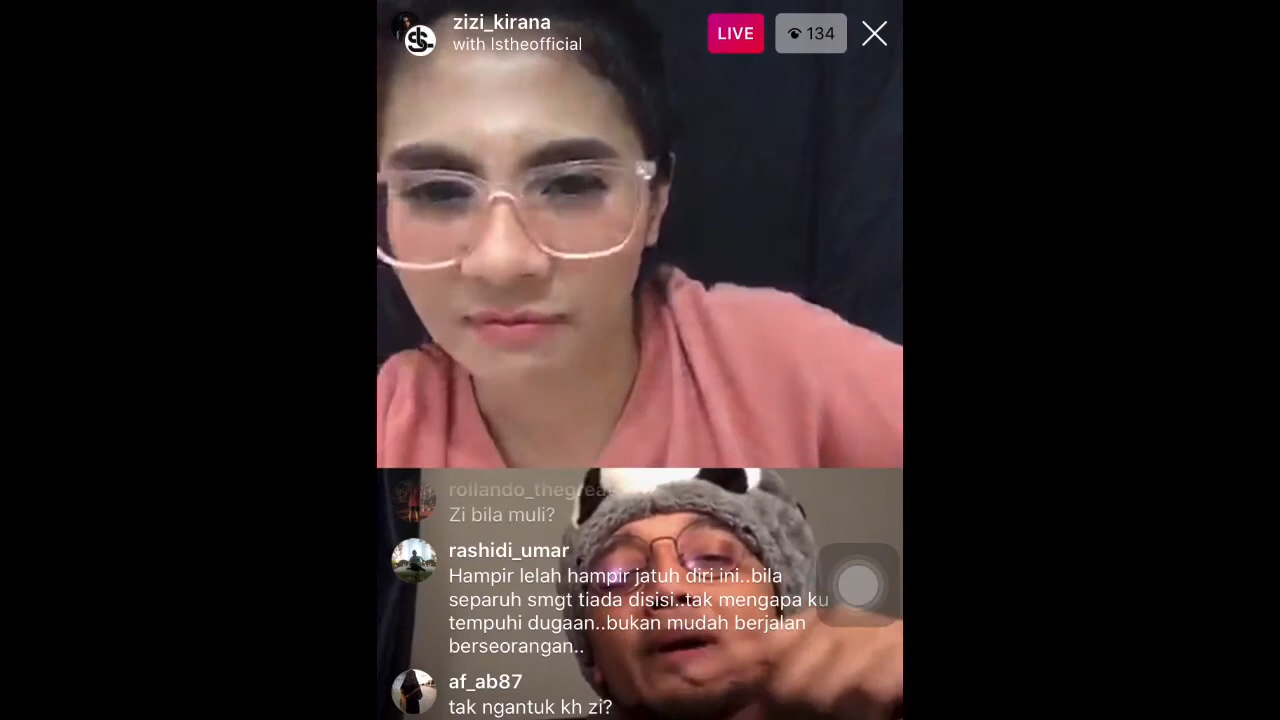 zizi_kirana
with lstheofficial
LIVE
134
rollando_thegrea
Zi bila muli?
rashidi_umar
Hampir lelah hampir jatuh diri ini..bila
separuh smgt tiada disisi..tak mengapa ku
tempuhi dugaan..bukan mudah berjalan
berseorangan..
af_ab87
tak ngantuk kh zi?